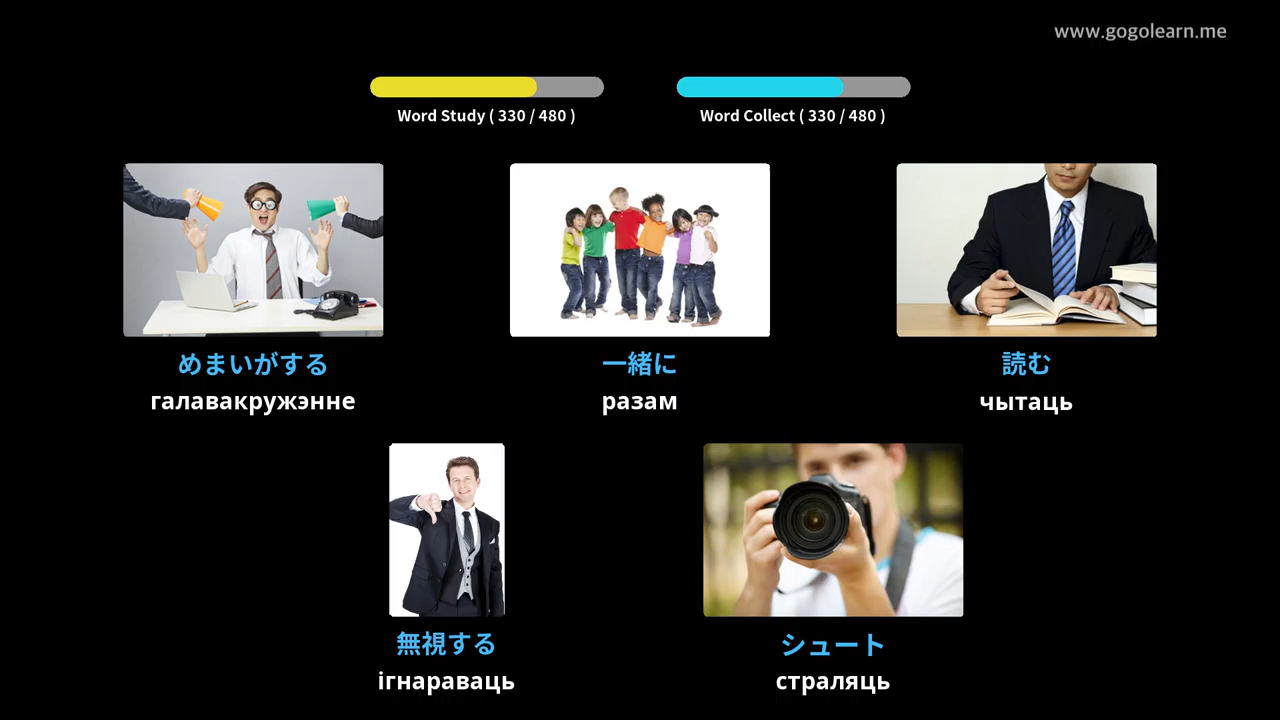 www.gogolearn.me
Word Study ( 330 / 480 )
Word Collect ( 330 / 480 )
めまいがする
галавакружэнне
一緒に
разам
読む
чытаць
無視する
ігнараваць
シュート
страляць